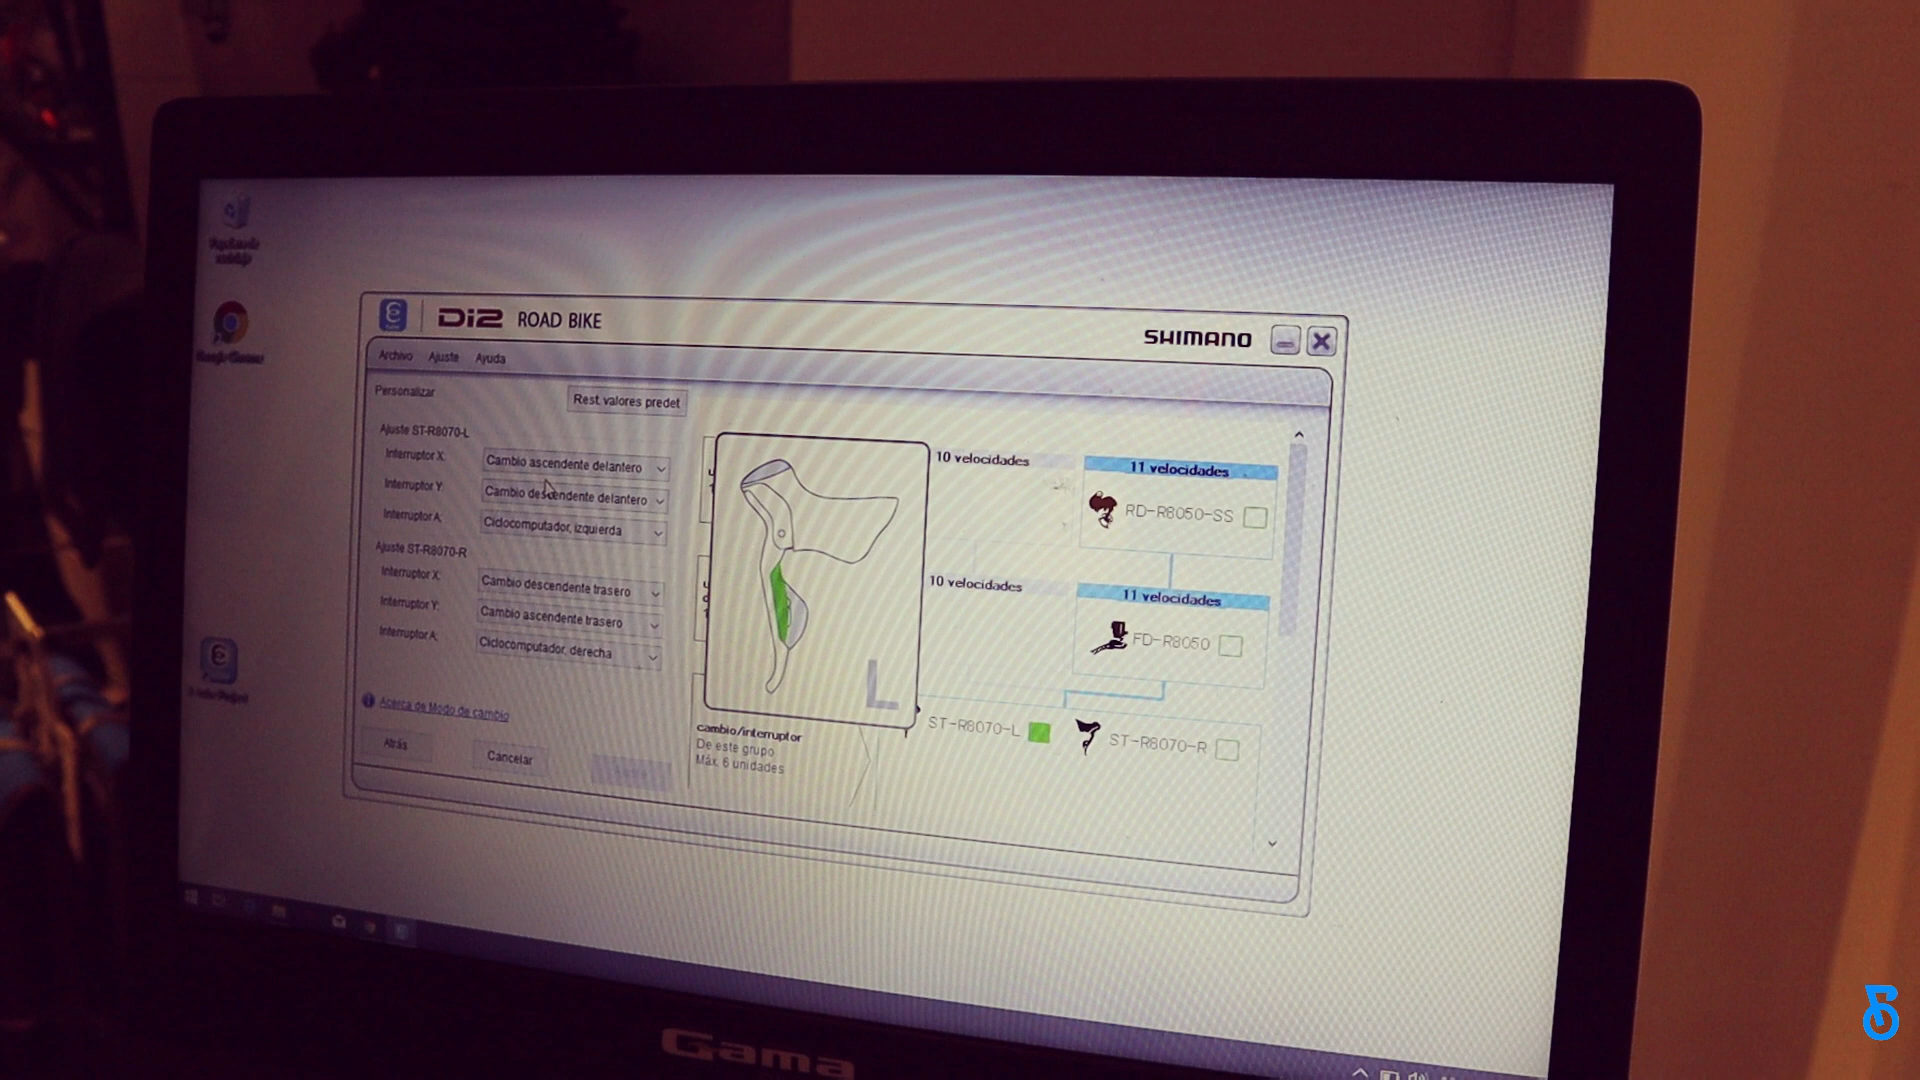 Di2 ROAD BIKE
SHIMANO
Archivo Ajuste Ayuda
Personalizar
Rest. valores predet
Ajuste ST-R8070-L
Interruptor X: Cambio ascendente delantero
Interruptor Y: Cambio descendente delantero
Interruptor A: Ciclocomputador, izquierda
Ajuste ST-R8070-R
Interruptor X: Cambio descendente trasero
Interruptor Y: Cambio ascendente trasero
Interruptor A: Ciclocomputador, derecha
Acerca de Modo de cambio
Atrás
Cancelar
L
10 velocidades
11 velocidades
RD-R8050-SS
10 velocidades
11 velocidades
FD-R8050
ST-R8070-L
ST-R8070-R
cambio/interruptor
De este grupo
Máx. 6 unidades
Gama